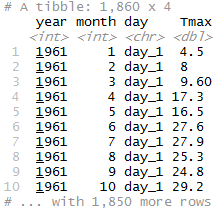 # A tibble: 1,860 x 4
year month day Tmax
<int> <int> <chr> <dbl>
1 1961 1 day_1 4.5
2 1961 2 day_1 8
3 1961 3 day_1 9.60
4 1961 4 day_1 17.3
5 1961 5 day_1 16.5
6 1961 6 day_1 27.6
7 1961 7 day_1 27.9
8 1961 8 day_1 25.3
9 1961 9 day_1 24.8
10 1961 10 day_1 29.2
# ... with 1,850 more rows